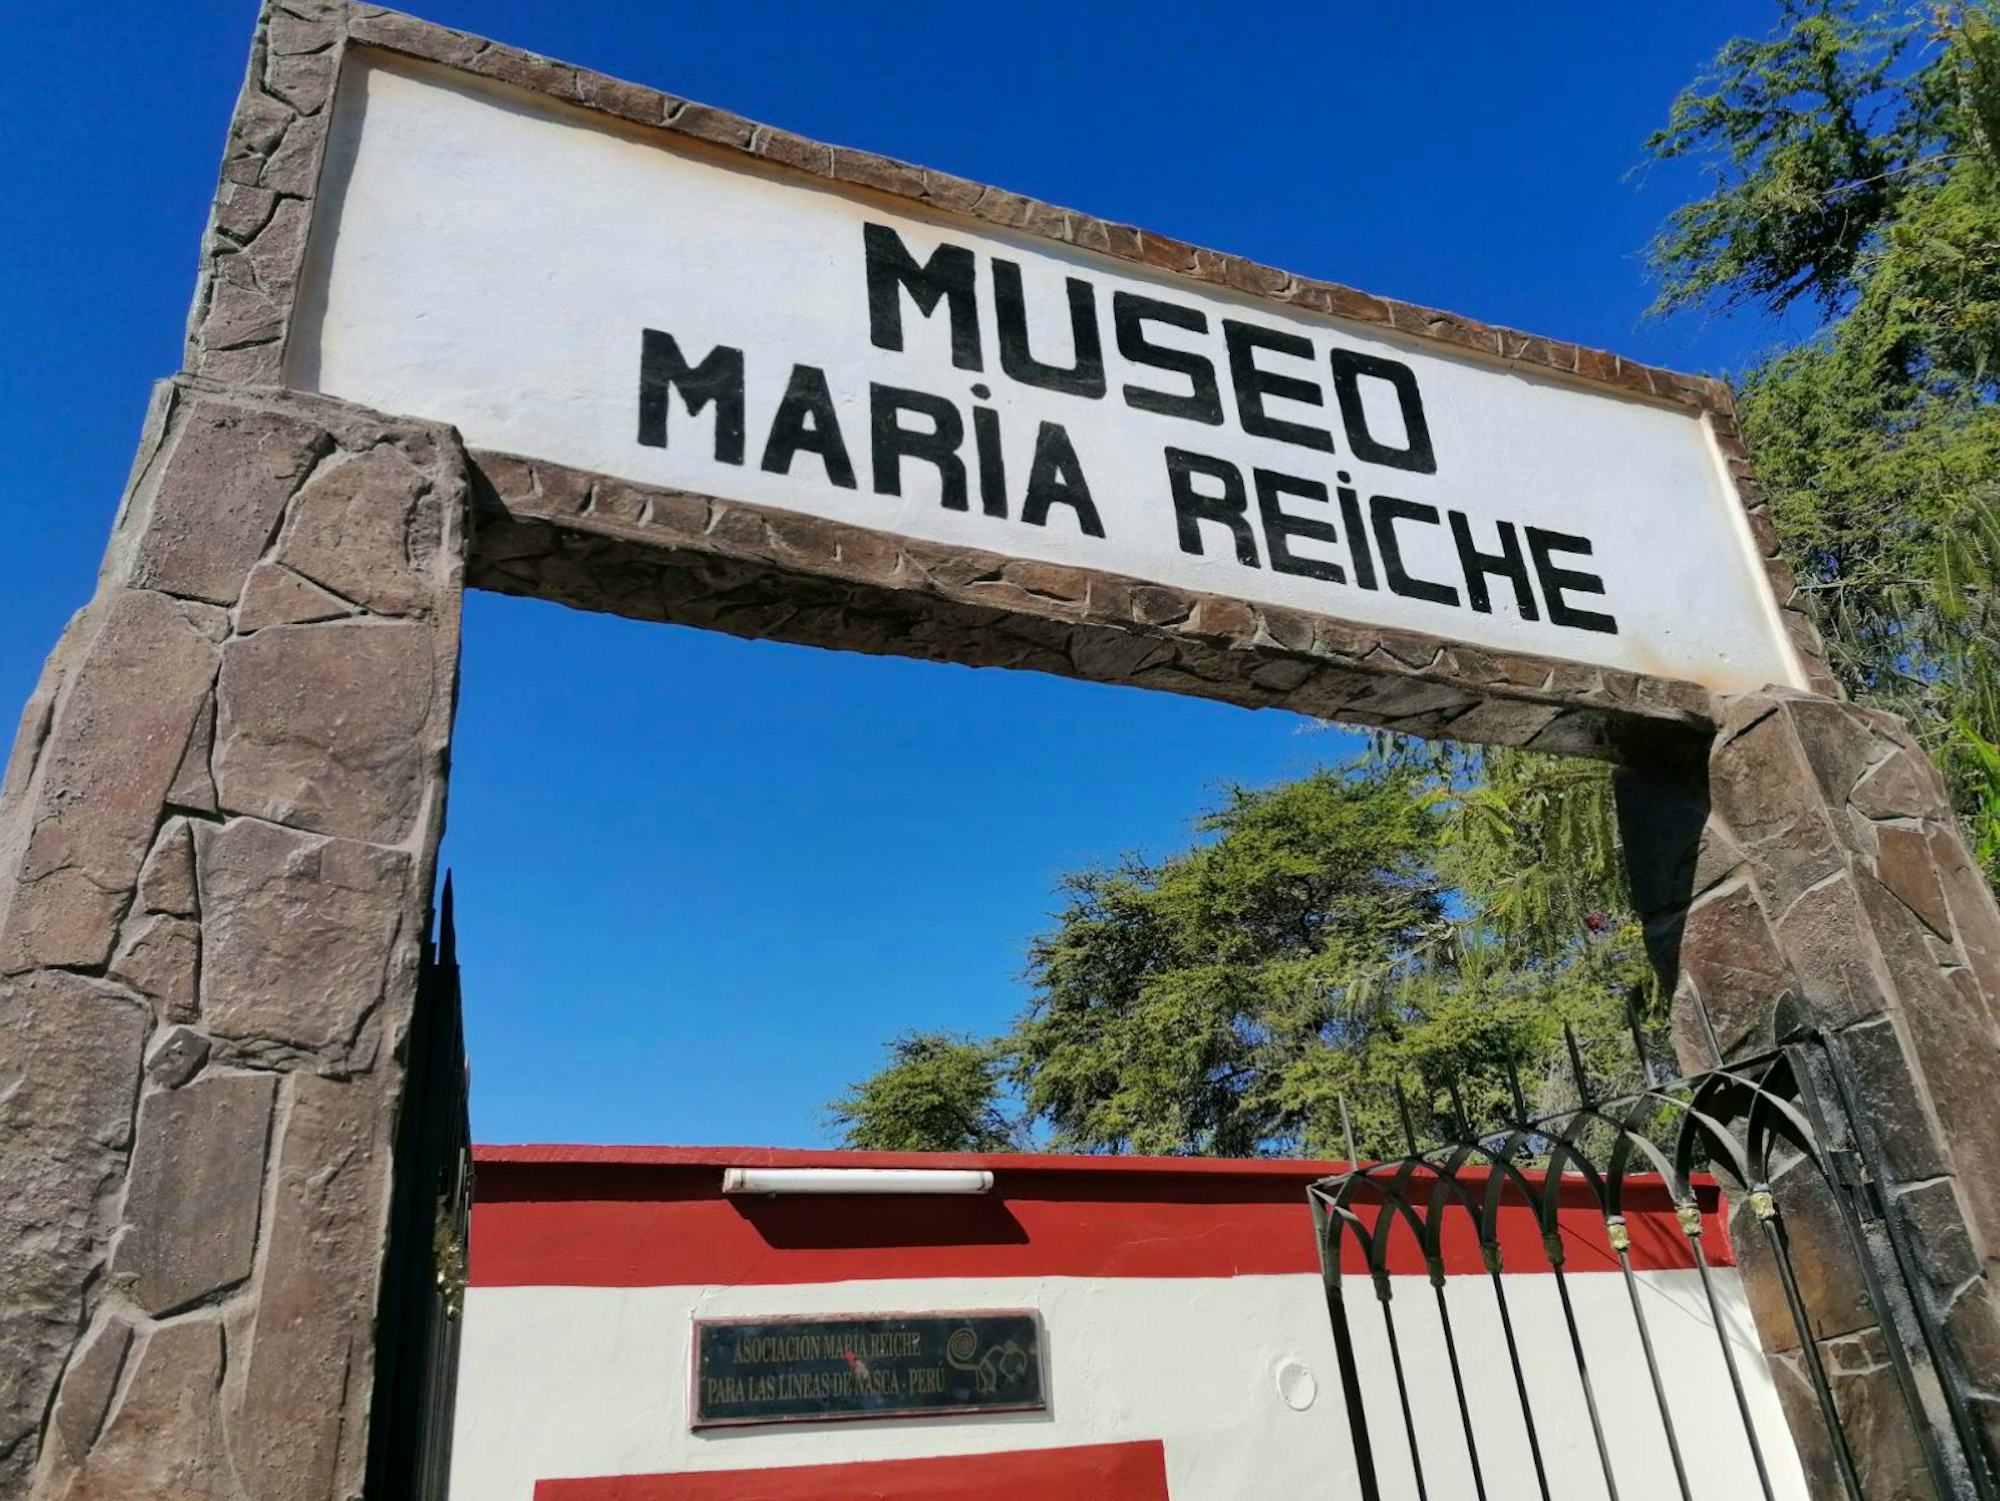 MUSEO
MARiA REiCHE
ASOCIACIÓN MARÍA REICHE
PARA LAS LÍNEAS DE NASCA - PERÚ